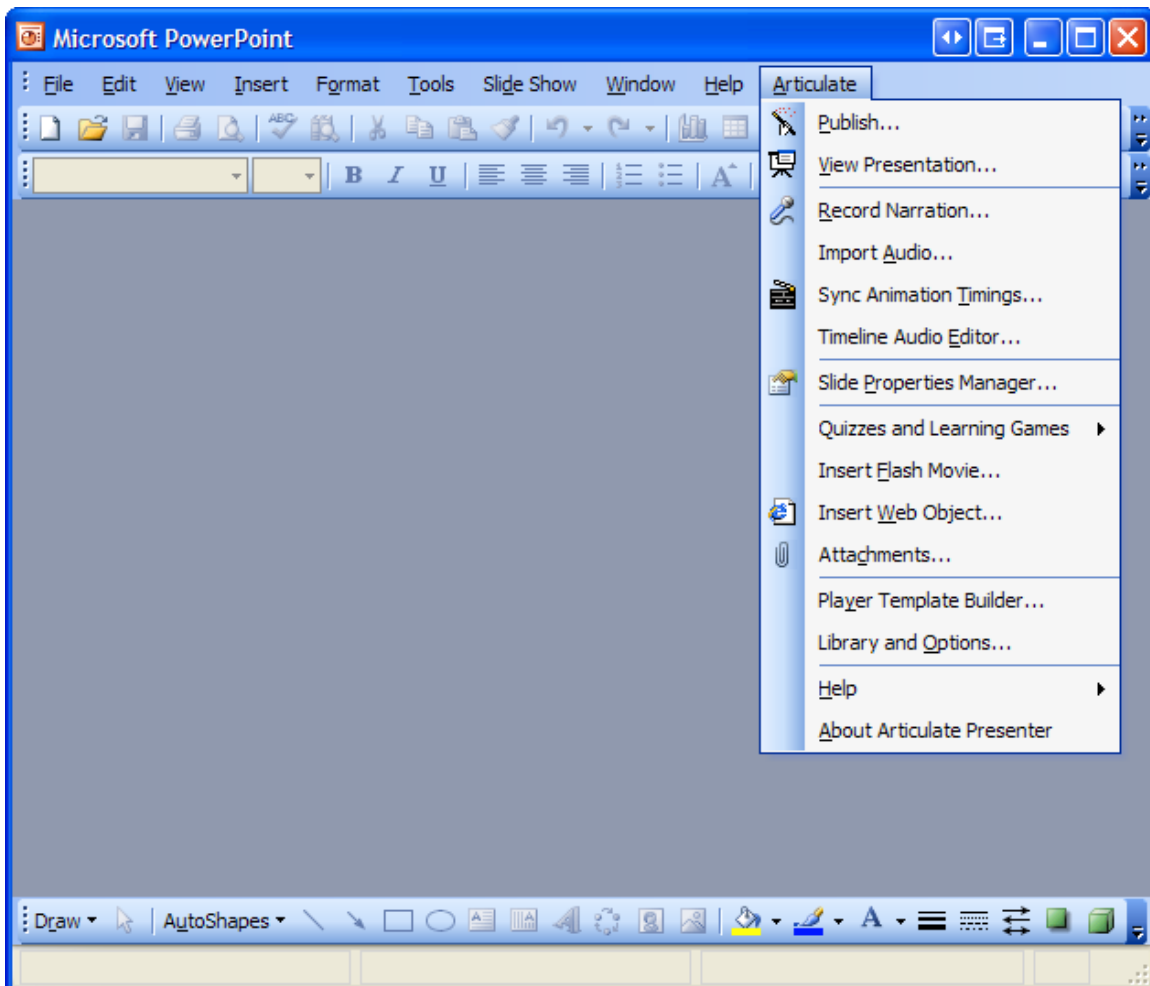 Microsoft PowerPoint
File Edit View Insert Format Tools Slide Show Window Help Articulate
ABC
B I U A
Publish...
View Presentation...
Record Narration...
Import Audio...
Sync Animation Timings...
Timeline Audio Editor...
Slide Properties Manager...
Quizzes and Learning Games
Insert Flash Movie...
Insert Web Object...
Attachments...
Player Template Builder...
Library and Options...
Help
About Articulate Presenter
Draw AutoShapes A A